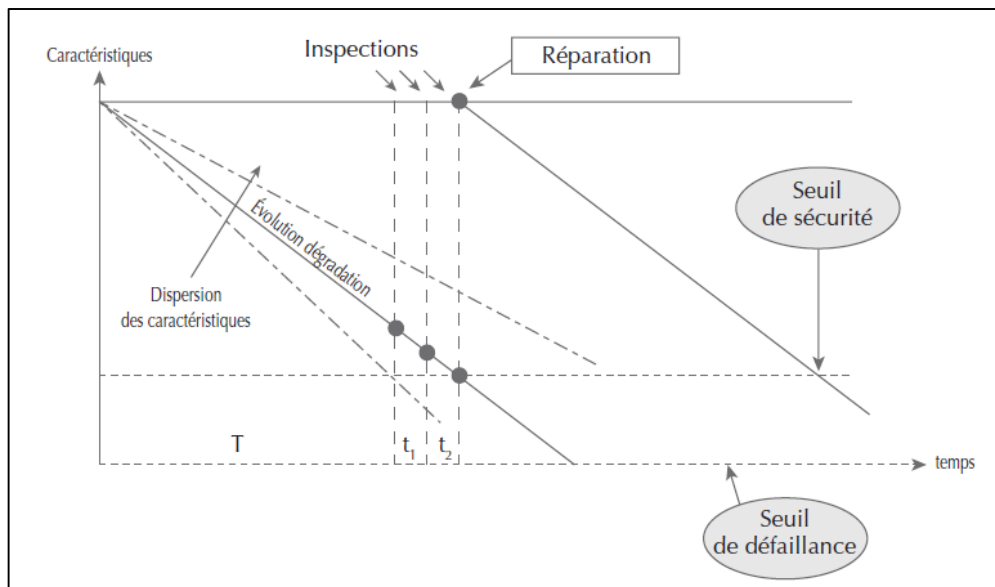 Inspections
Réparation
Caractéristiques
Seuil
de sécurité
Évolution dégradation
Dispersion
des caractéristiques
T
t1
t2
temps
Seuil
de défaillance